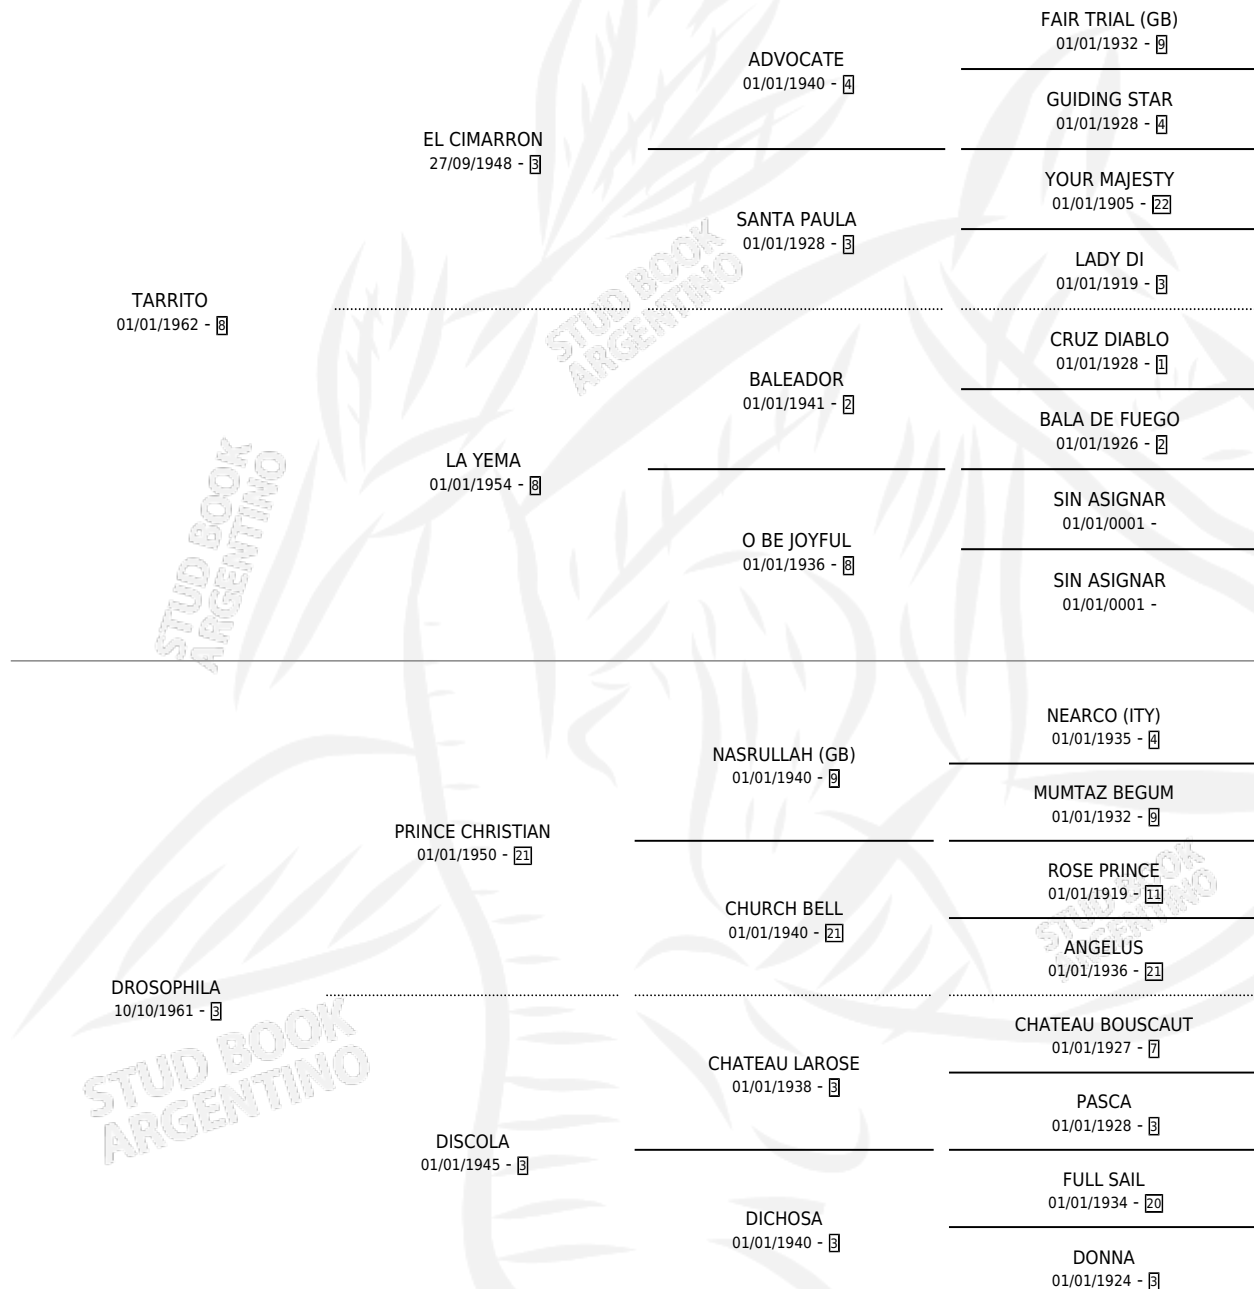 FAIR TRIAL (GB)
01/01/1932 - 9
ADVOCATE
01/01/1940 - 4
GUIDING STAR
01/01/1928 - 4
EL CIMARRON
27/09/1948 - 3
YOUR MAJESTY
01/01/1905 - 22
SANTA PAULA
01/01/1928 - 3
LADY DI
01/01/1919 - 3
TARRITO
01/01/1962 - 8
CRUZ DIABLO
01/01/1928 - 1
BALEADOR
01/01/1941 - 2
BALA DE FUEGO
01/01/1926 - 2
LA YEMA
01/01/1954 - 8
SIN ASIGNAR
01/01/0001 -
O BE JOYFUL
01/01/1936 - 8
SIN ASIGNAR
01/01/0001 -
NEARCO (ITY)
01/01/1935 - 4
NASRULLAH (GB)
01/01/1940 - 9
MUMTAZ BEGUM
01/01/1932 - 9
PRINCE CHRISTIAN
01/01/1950 - 21
ROSE PRINCE
01/01/1919 - 11
CHURCH BELL
01/01/1940 - 21
ANGELUS
01/01/1936 - 21
DROSOPHILA
10/10/1961 - 3
CHATEAU BOUSCAUT
01/01/1927 - 7
CHATEAU LAROSE
01/01/1938 - 3
PASCA
01/01/1928 - 3
DISCOLA
01/01/1945 - 3
FULL SAIL
01/01/1934 - 20
DICHOSA
01/01/1940 - 3
DONNA
01/01/1924 - 3
STUD BOOK
ARGENTINO
STUD BOOK
ARGENTINO
STUD BOOK
ARGENTINO
STUD BOOK
ARGENTINO